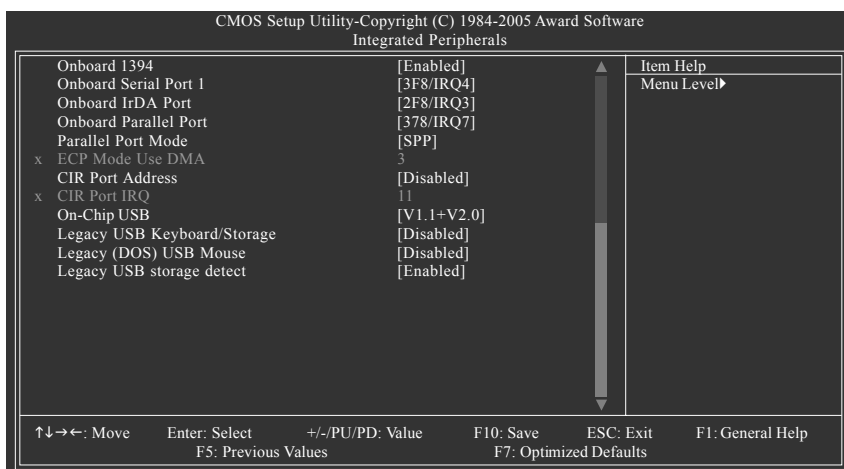 CMOS Setup Utility-Copyright (C) 1984-2005 Award Software
Integrated Peripherals
Onboard 1394 [Enabled]
Onboard Serial Port 1 [3F8/IRQ4]
Onboard IrDA Port [2F8/IRQ3]
Onboard Parallel Port [378/IRQ7]
Parallel Port Mode [SPP]
x ECP Mode Use DMA 3
CIR Port Address [Disabled]
x CIR Port IRQ 11
On-Chip USB [V1.1+V2.0]
Legacy USB Keyboard/Storage [Disabled]
Legacy (DOS) USB Mouse [Disabled]
Legacy USB storage detect [Enabled]
Item Help
Menu Level▶
↑↓→←: Move Enter: Select +/-/PU/PD: Value F10: Save ESC: Exit F1: General Help
F5: Previous Values F7: Optimized Defaults